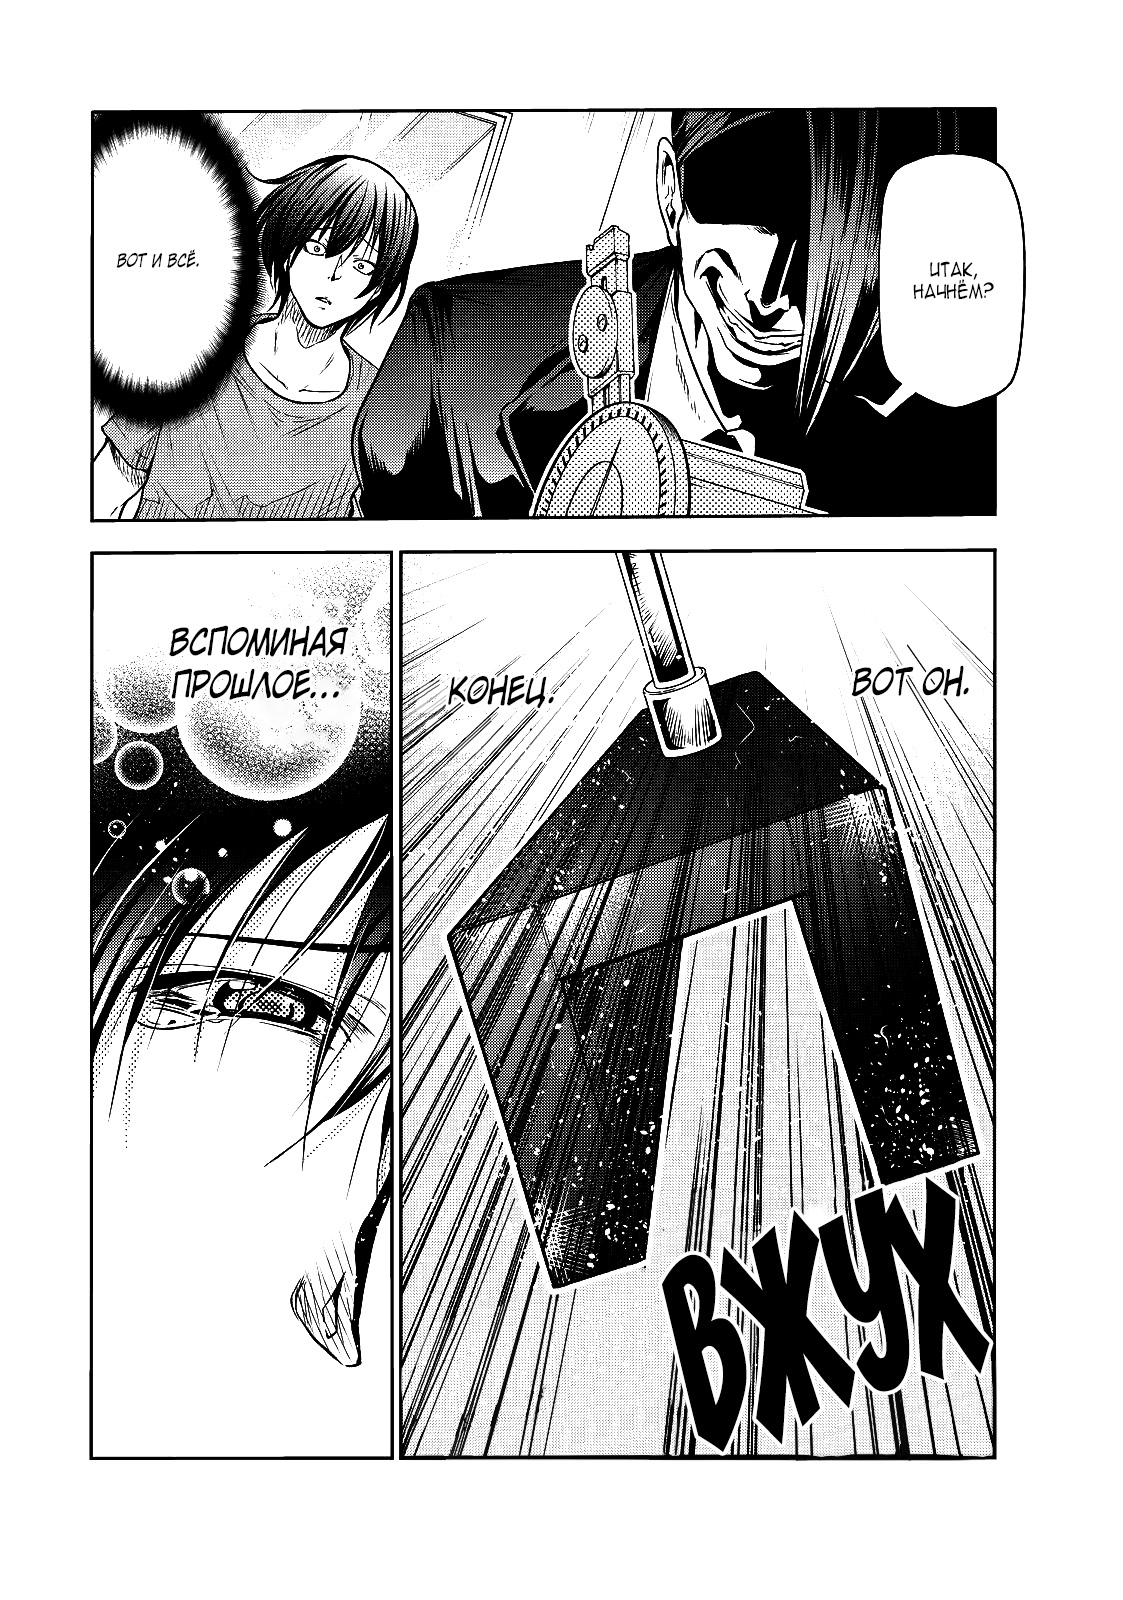 ИТАК,
НАЧНЁМ?
ВОТ И ВСЁ.
ВОТ ОН.
КОНЕЦ.
ВЖУХ
ВСПОМИНАЯ
ПРОШЛОЕ...